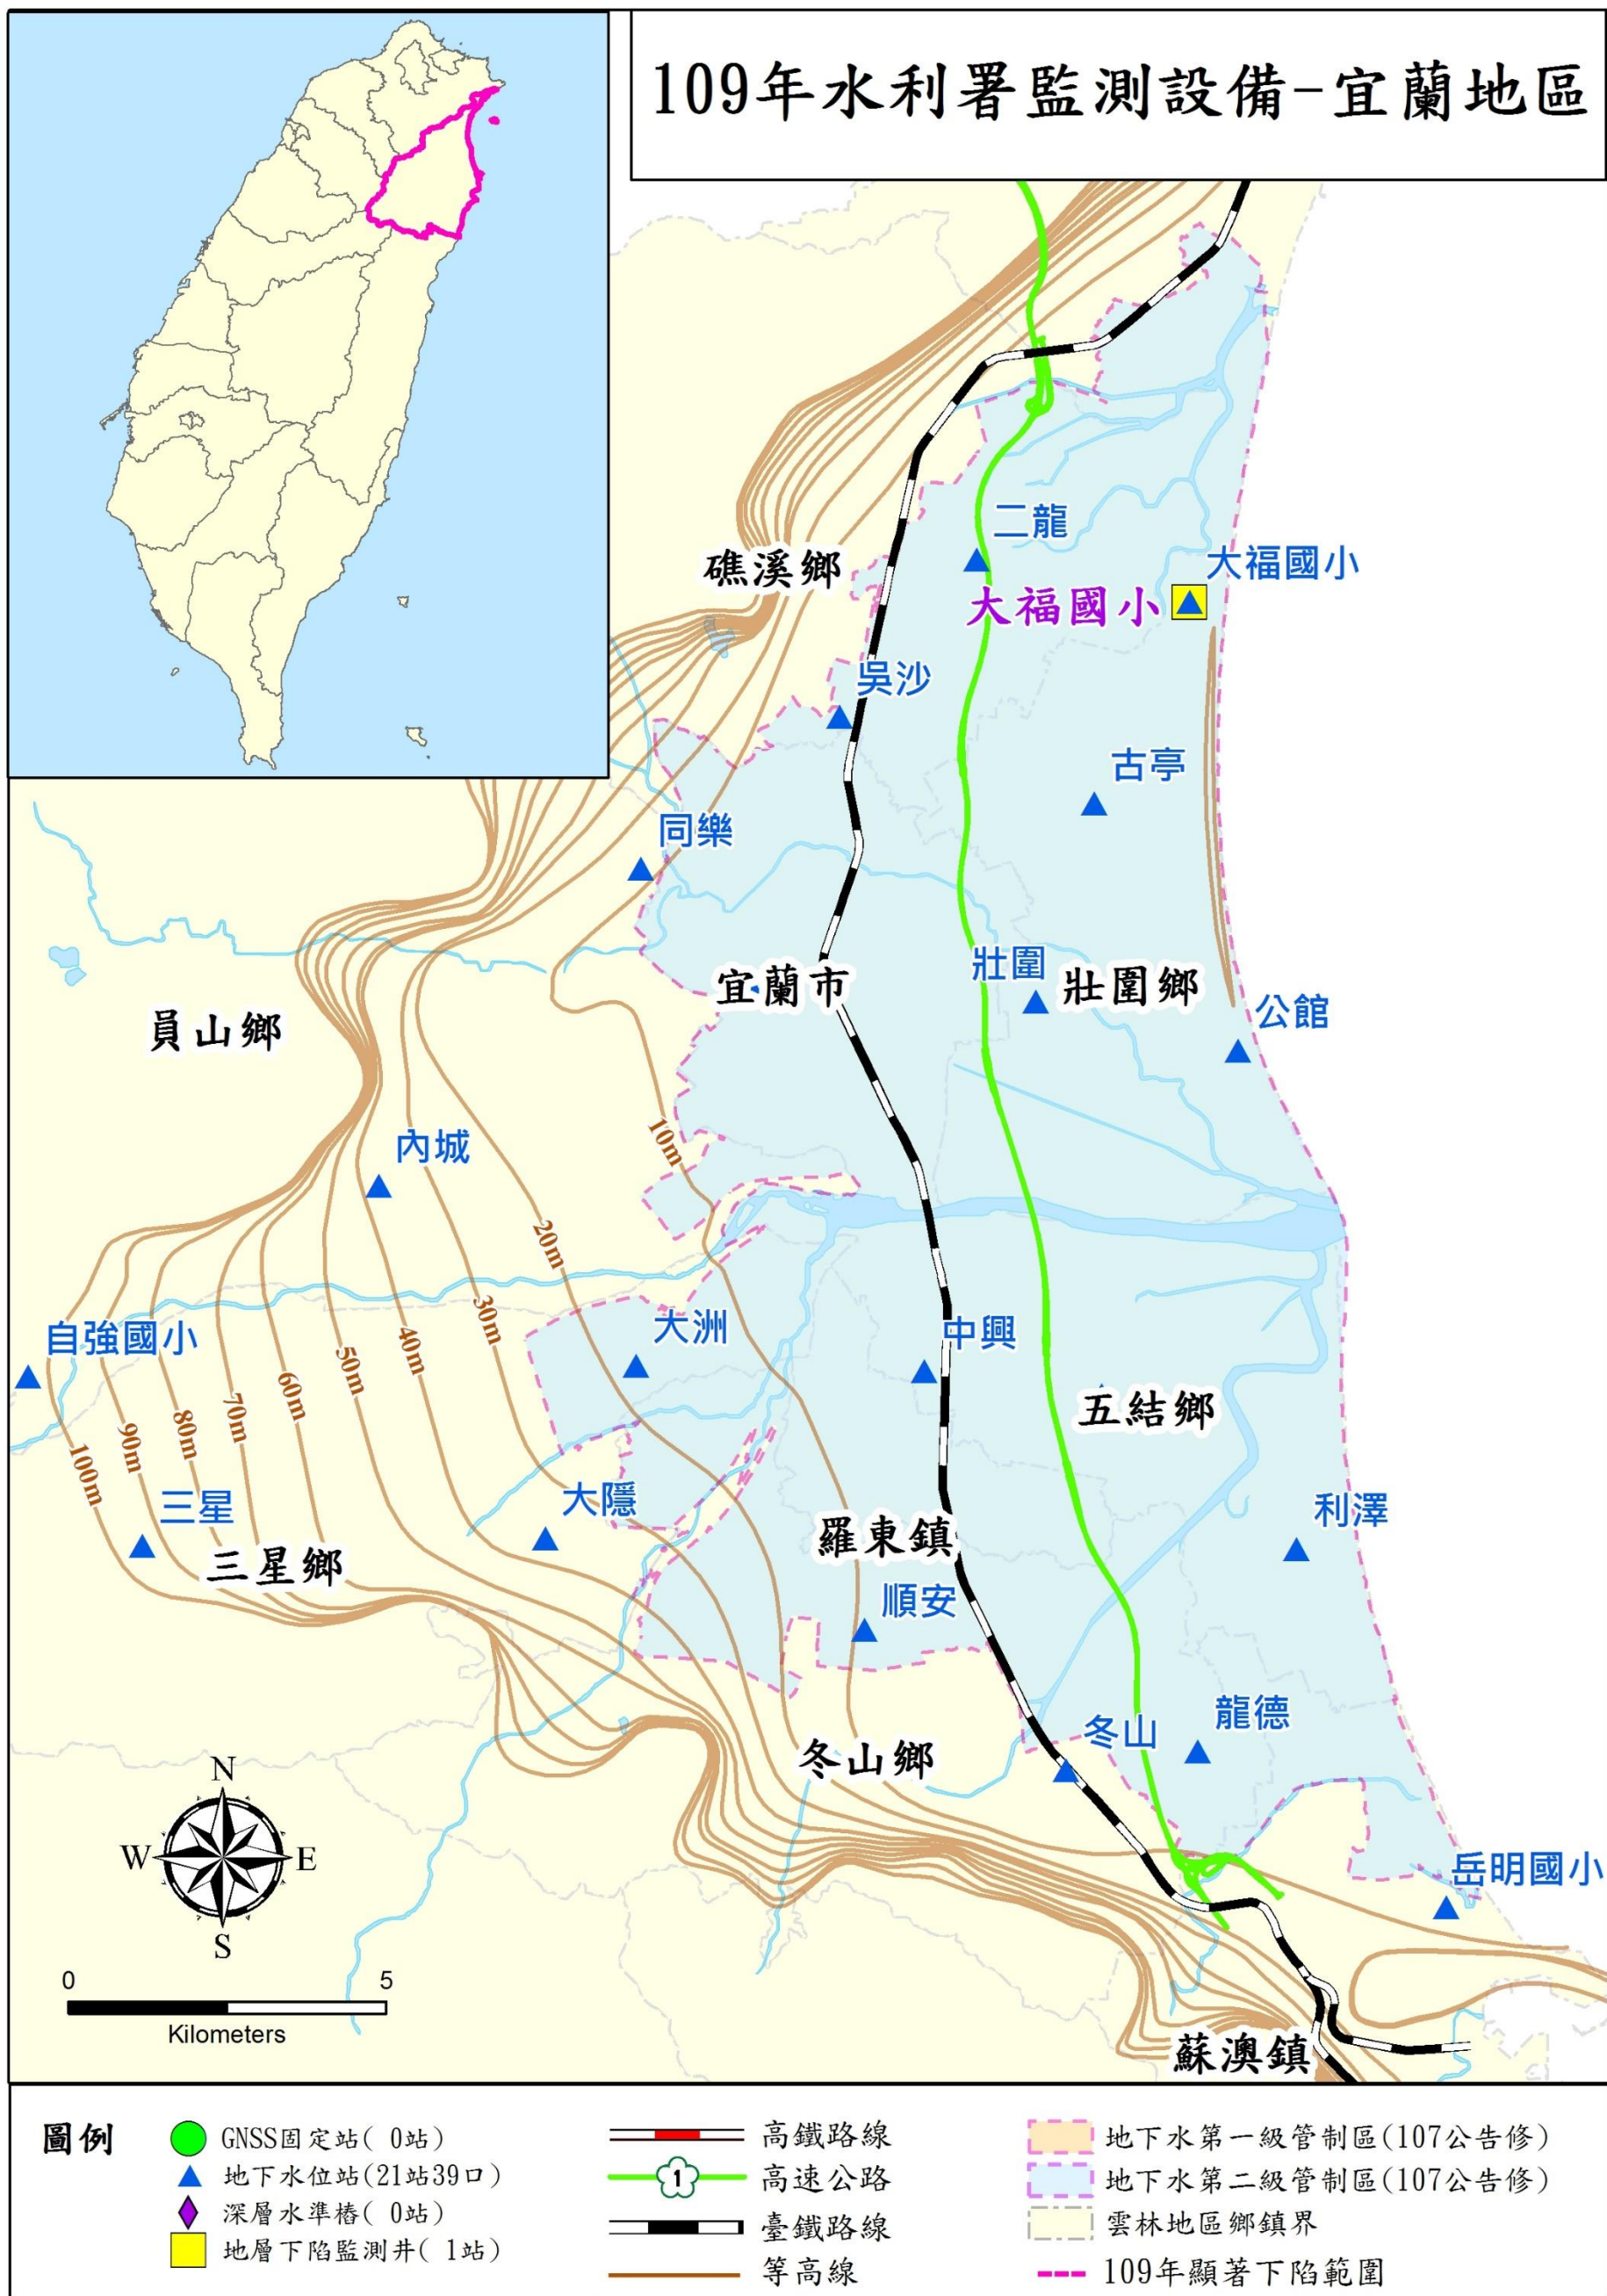 109年水利署監測設備-宜蘭地區
二龍
大福國小
礁溪鄉
大福國小
吳沙
古亭
同樂
壯圍
宜蘭市
壯圍鄉
公館
員山鄉
內城
10m
20m
30m
大洲
中興
自強國小
40m
50m
60m
70m
80m
90m
100m
五結鄉
三星
大隱
利澤
羅東鎮
三星鄉
順安
龍德
冬山
冬山鄉
N
W
E
S
岳明國小
0 5
Kilometers
蘇澳鎮
圖例
GNSS固定站( 0站)
地下水位站(21站39口)
深層水準樁( 0站)
地層下陷監測井( 1站)
高鐵路線
1
高速公路
臺鐵路線
等高線
地下水第一級管制區(107公告修)
地下水第二級管制區(107公告修)
雲林地區鄉鎮界
109年顯著下陷範圍